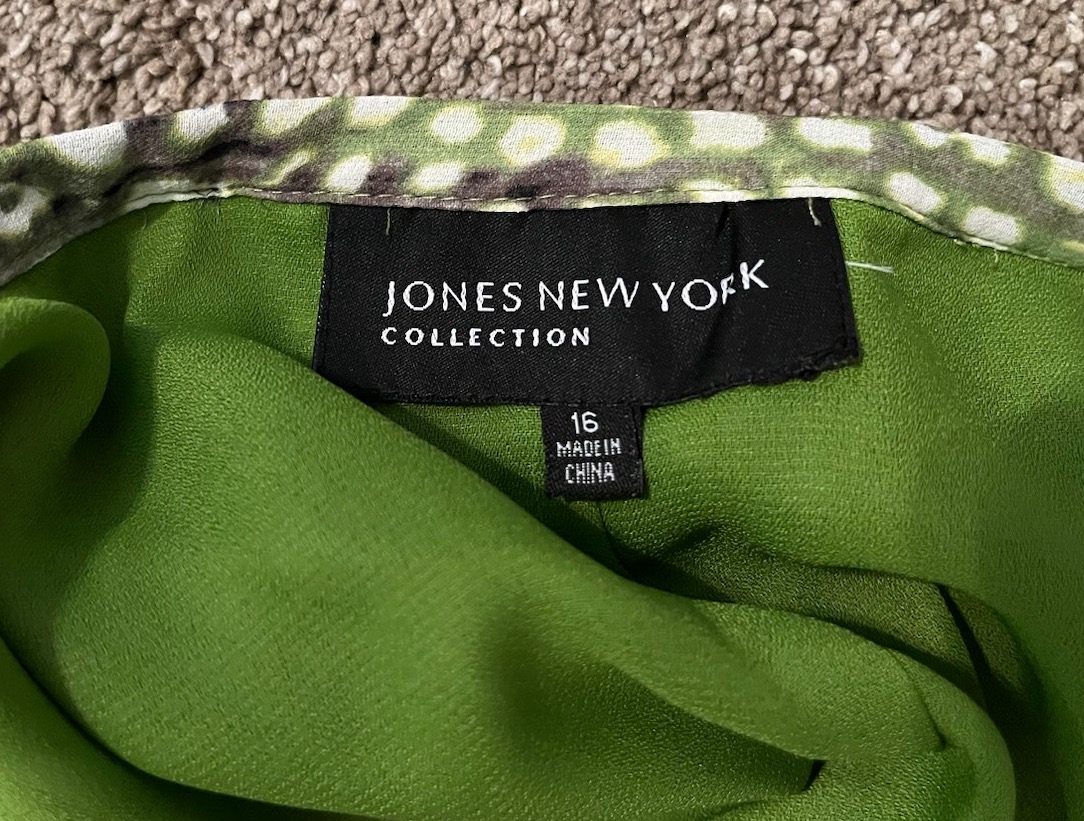 JONES NEW YORK
COLLECTION
16
MADE IN
CHINA